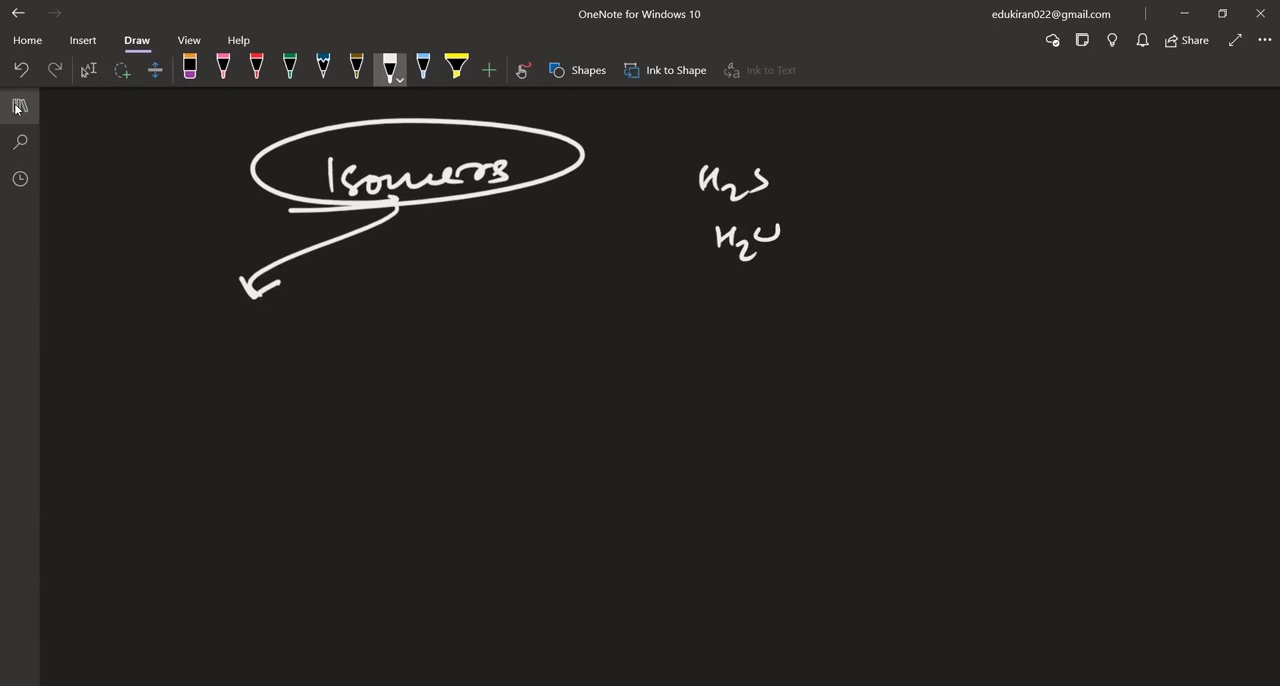 OneNote for Windows 10
edukiran022@gmail.com
Home Insert Draw View Help
Share
Shapes Ink to Shape Ink to Text
Isomers
H2S
H2O